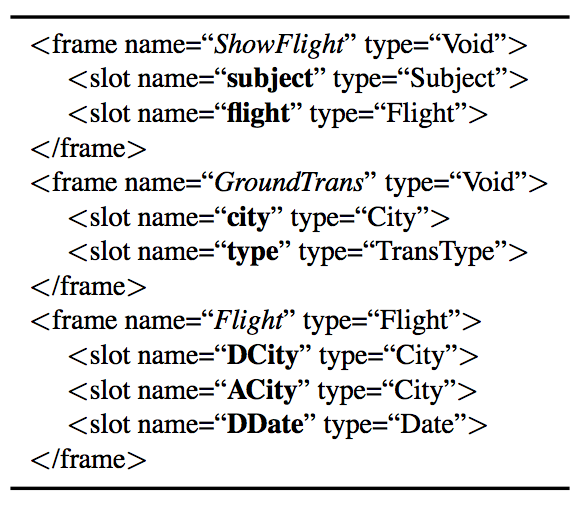 <frame name=“ShowFlight” type=“Void”>
<slot name=“subject” type=“Subject”>
<slot name=“flight” type=“Flight”>
</frame>
<frame name=“GroundTrans” type=“Void”>
<slot name=“city” type=“City”>
<slot name=“type” type=“TransType”>
</frame>
<frame name=“Flight” type=“Flight”>
<slot name=“DCity” type=“City”>
<slot name=“ACity” type=“City”>
<slot name=“DDate” type=“Date”>
</frame>